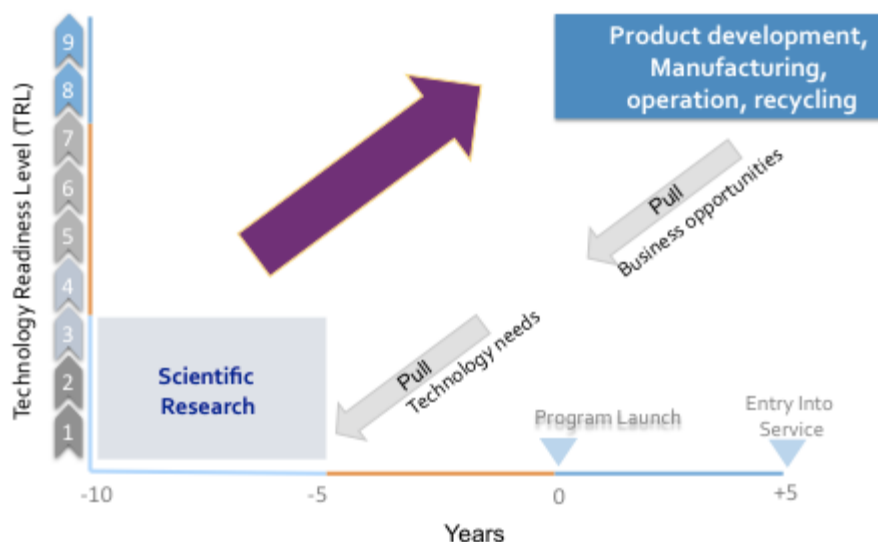 Technology Readiness Level (TRL)
9
8
7
6
5
4
3
2
1
Product development,
Manufacturing,
operation, recycling
Pull
Business opportunities
Pull
Technology needs
Scientific
Research
Program Launch
Entry Into
Service
-10
-5
0
+5
Years